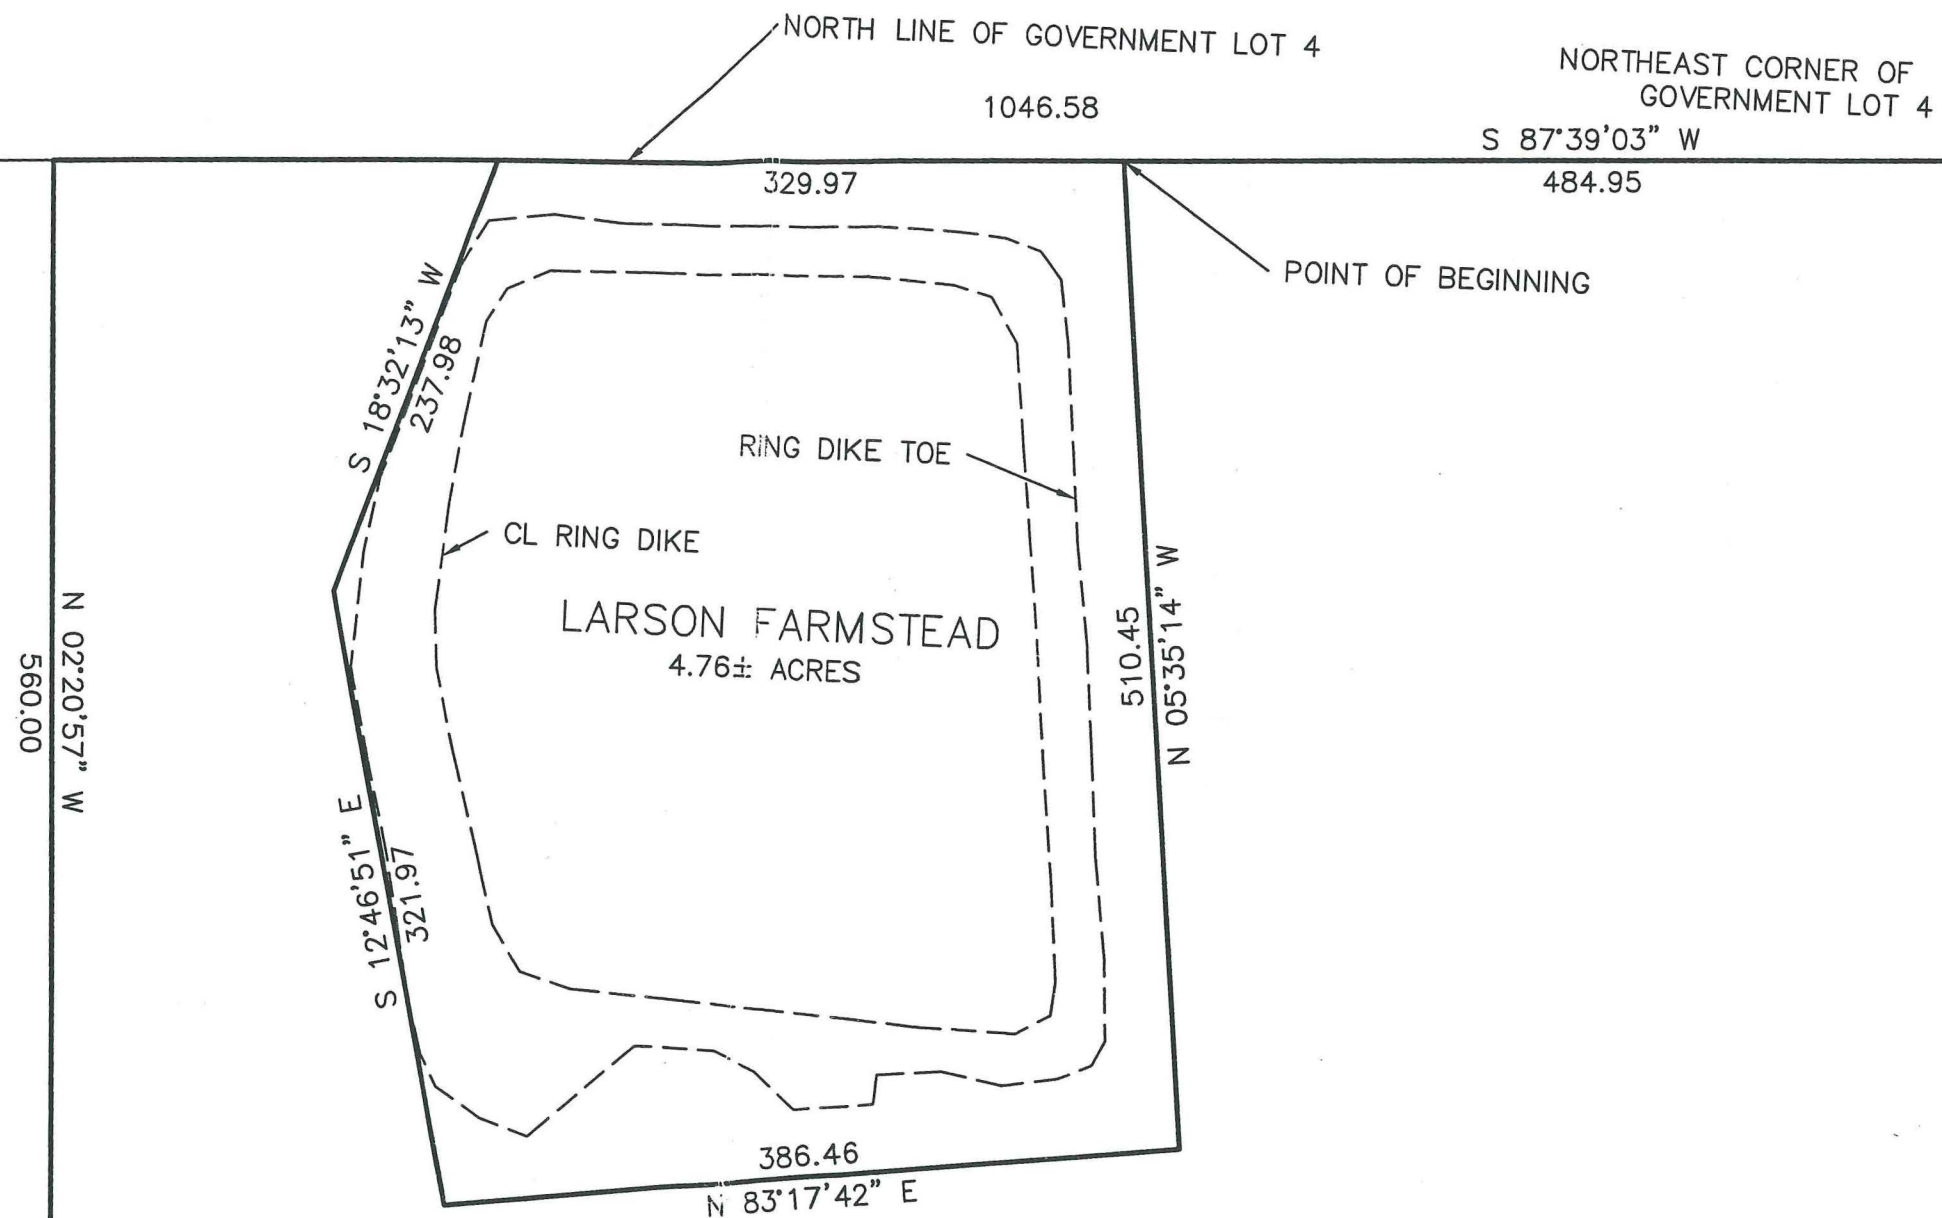 NORTH LINE OF GOVERNMENT LOT 4
NORTHEAST CORNER OF
GOVERNMENT LOT 4
1046.58
S 87°39'03" W
329.97
484.95
POINT OF BEGINNING
S 18°32'13" W
237.98
RING DIKE TOE
CL RING DIKE
LARSON FARMSTEAD
4.76± ACRES
510.45
N 05°35'14" W
N 02°20'57" W
560.00
S 12°46'51" E
321.97
386.46
N 83°17'42" E